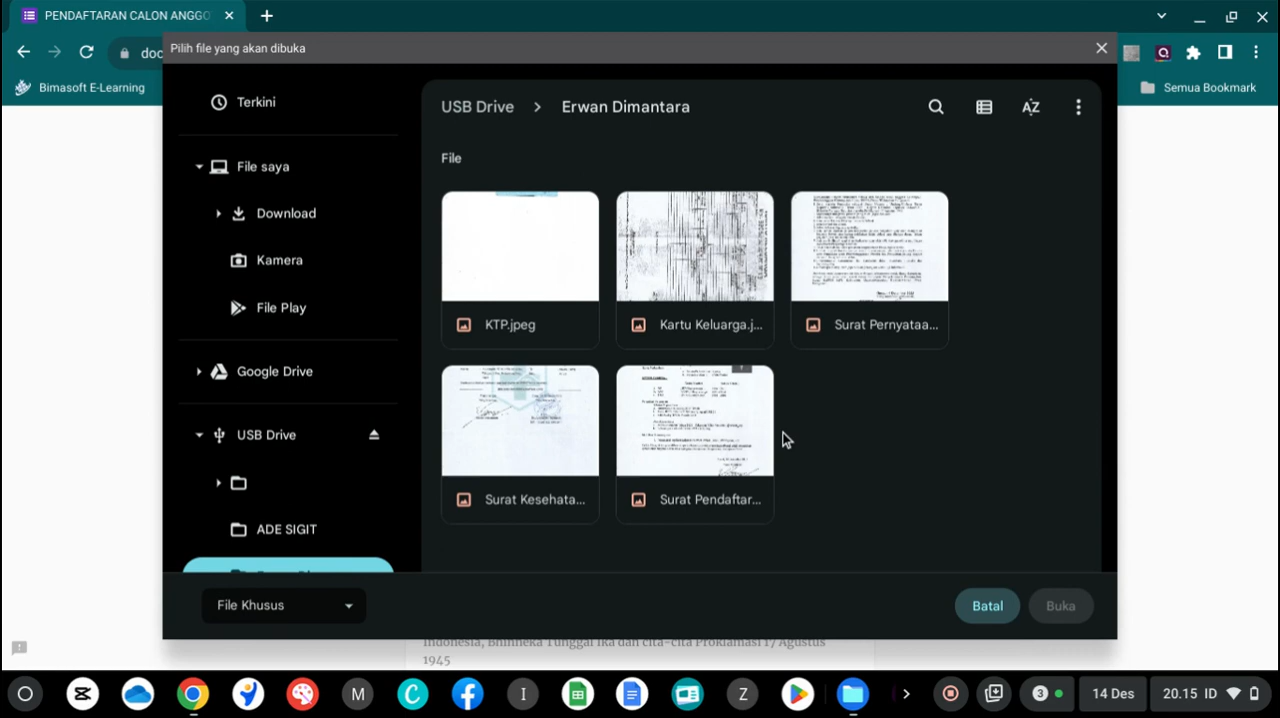 PENDAFTARAN CALON ANGGO
doc
Bimasoft E-Learning
Semua Bookmark
Pilih file yang akan dibuka
Terkini
File saya
Download
Kamera
File Play
Google Drive
USB Drive
ADE SIGIT
USB Drive > Erwan Dimantara
AZ
File
KTP.jpeg
Kartu Keluarga.j...
Surat Pernyataa...
Surat Kesehata...
Surat Pendaftar...
File Khusus
Batal
Buka
Indonesia, Bhinneka Tunggal Ika dan cita-cita Proklamasi 17 Agustus
1945
M
I
Z
3
14 Des
20.15 ID